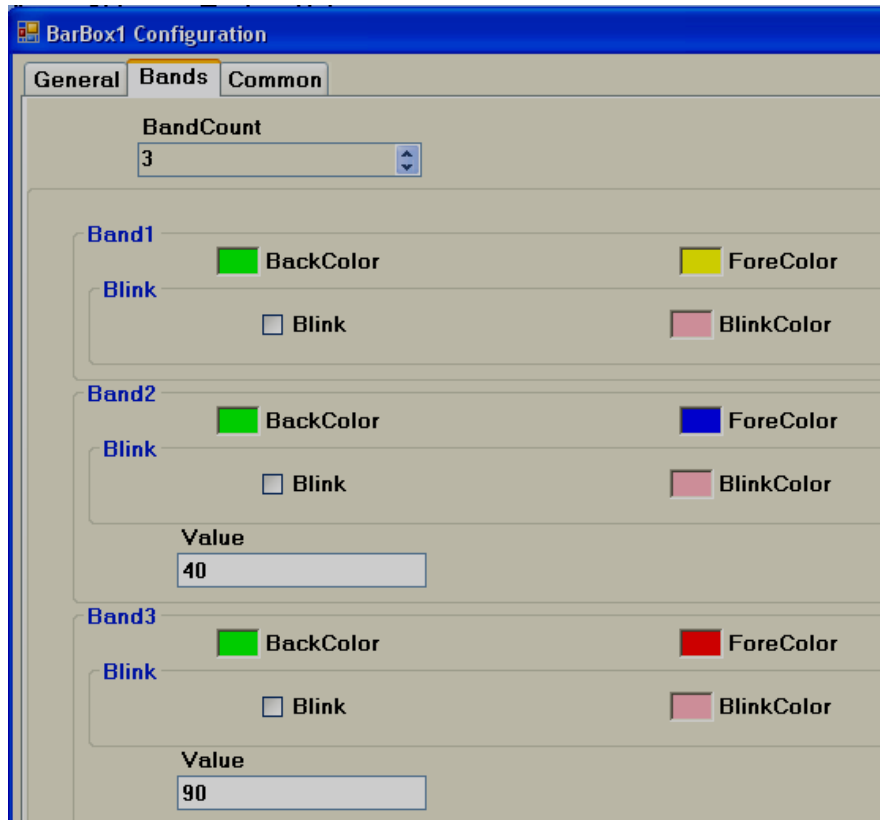 BarBox1 Configuration
General Bands Common
BandCount
3
Band1
BackColor ForeColor
Blink
Blink BlinkColor
Band2
BackColor ForeColor
Blink
Blink BlinkColor
Value
40
Band3
BackColor ForeColor
Blink
Blink BlinkColor
Value
90